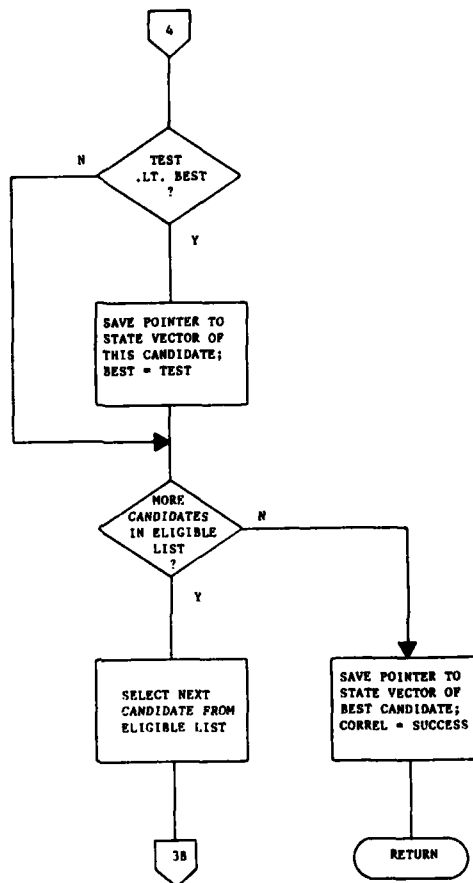 4
N
TEST
.LT. BEST
?
Y
SAVE POINTER TO
STATE VECTOR OF
THIS CANDIDATE;
BEST = TEST
MORE
CANDIDATES
IN ELIGIBLE
LIST
?
N
Y
SELECT NEXT
CANDIDATE FROM
ELIGIBLE LIST
SAVE POINTER TO
STATE VECTOR OF
BEST CANDIDATE;
CORREL = SUCCESS
3B
RETURN